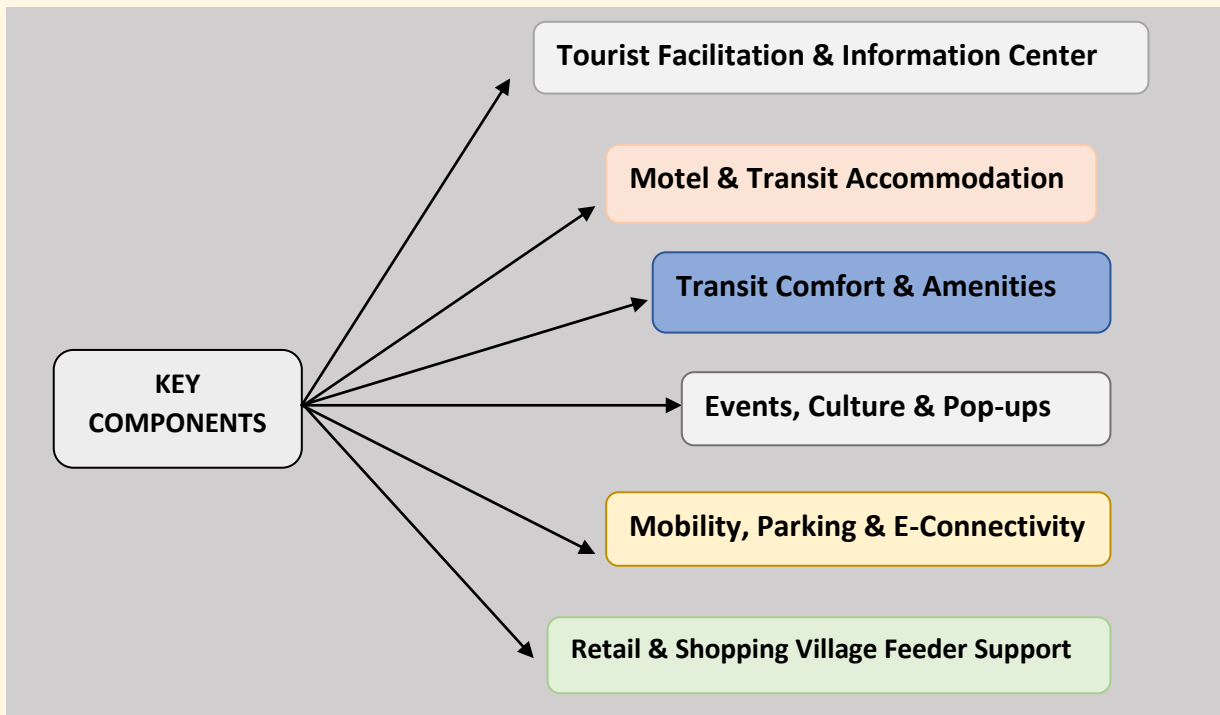 Tourist Facilitation & Information Center
Motel & Transit Accommodation
Transit Comfort & Amenities
KEY
COMPONENTS
Events, Culture & Pop-ups
Mobility, Parking & E-Connectivity
Retail & Shopping Village Feeder Support